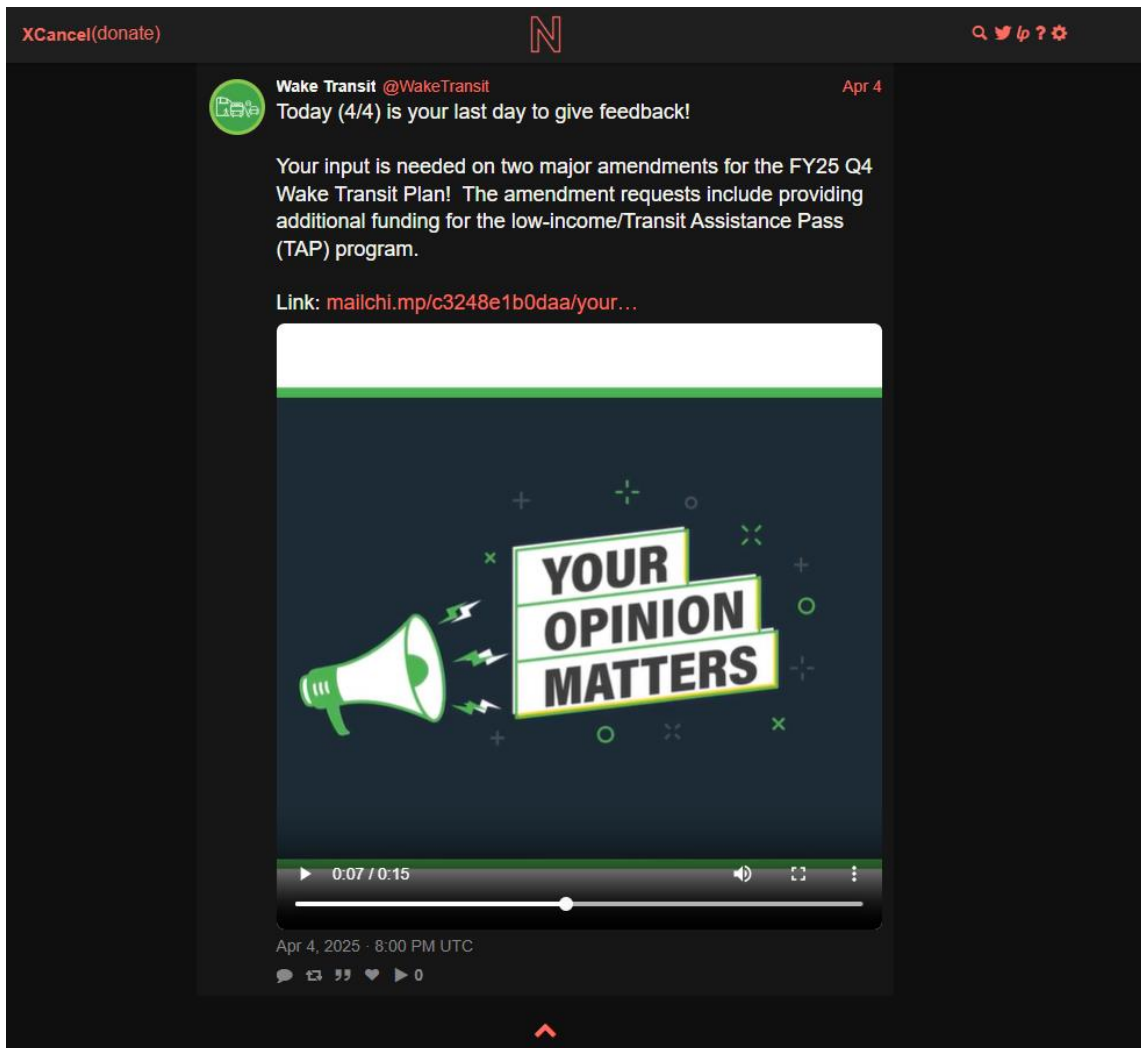 XCancel(donate)
N
Wake Transit @WakeTransit Apr 4
Today (4/4) is your last day to give feedback!
Your input is needed on two major amendments for the FY25 Q4
Wake Transit Plan!  The amendment requests include providing
additional funding for the low-income/Transit Assistance Pass
(TAP) program.
Link: mailchi.mp/c3248e1b0daa/your…
YOUR
OPINION
MATTERS
0:07 / 0:15
Apr 4, 2025 · 8:00 PM UTC
0